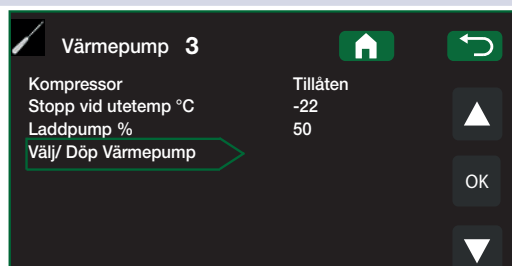 Värmepump 3
Kompressor Tillåten
Stopp vid utetemp °C -22
Laddpump % 50
Välj/ Döp Värmepump
OK